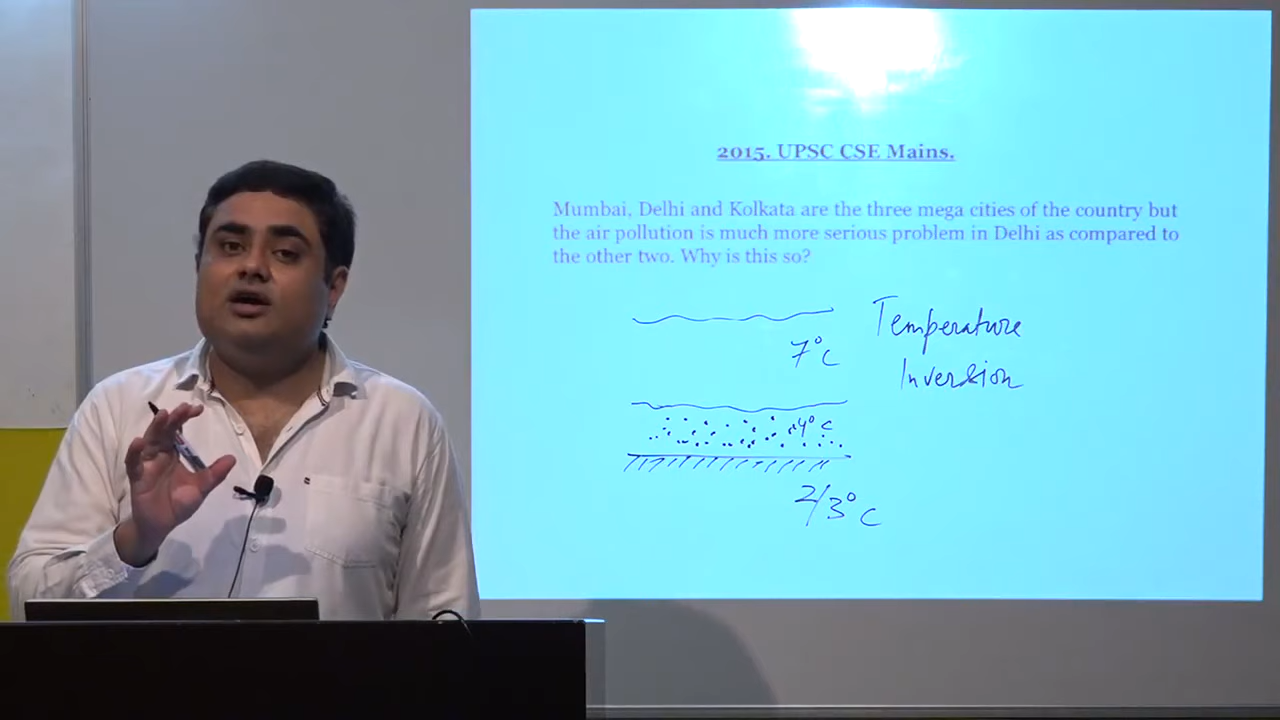 2015. UPSC CSE Mains.
Mumbai, Delhi and Kolkata are the three mega cities of the country but
the air pollution is much more serious problem in Delhi as compared to
the other two. Why is this so?
Temperature
Inversion
7°C
4°C
2/3°C